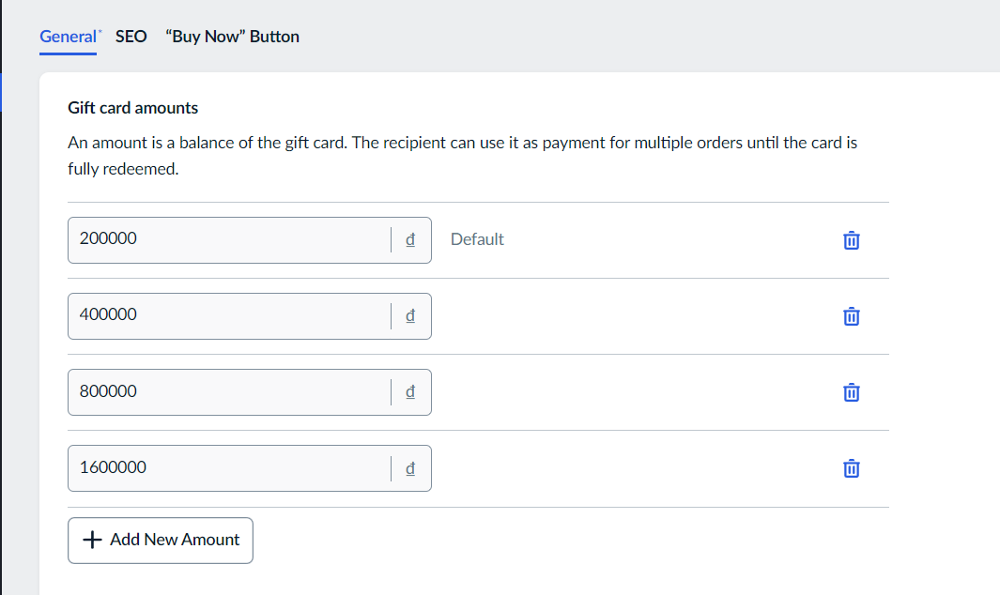 General* SEO “Buy Now” Button
Gift card amounts
An amount is a balance of the gift card. The recipient can use it as payment for multiple orders until the card is
fully redeemed.
200000 ₫ Default
400000 ₫
800000 ₫
1600000 ₫
Add New Amount